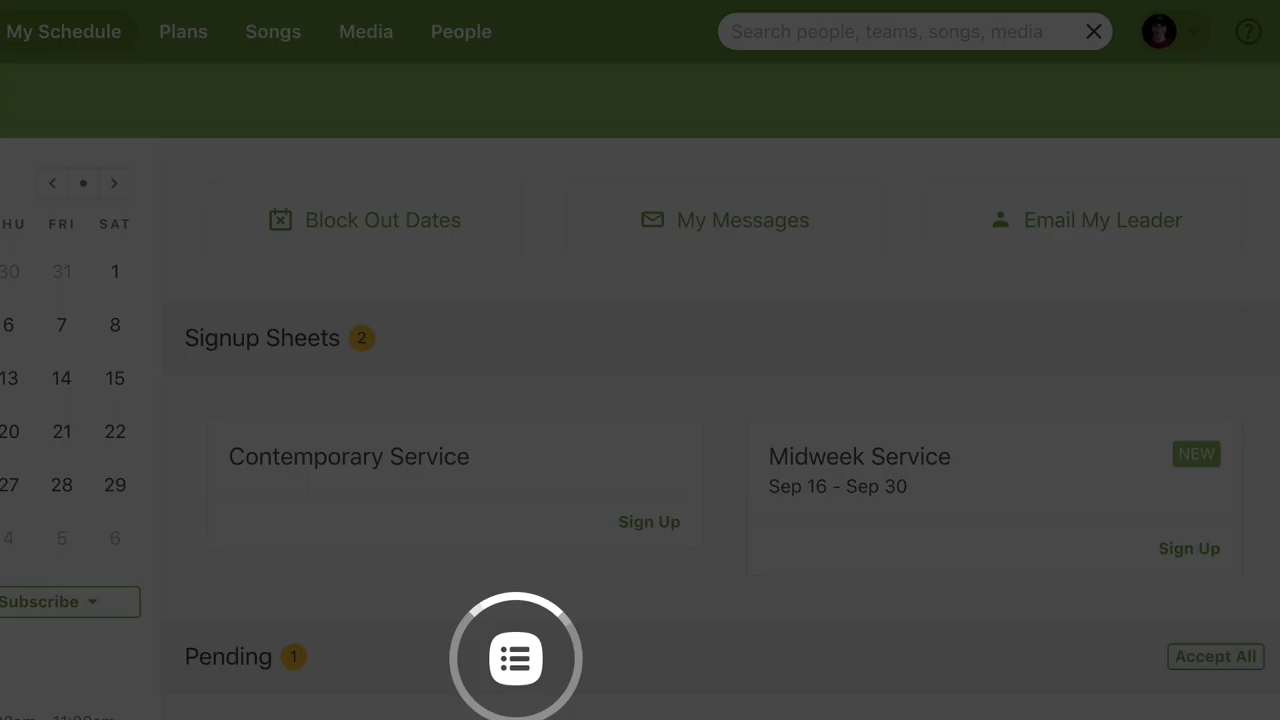 My Schedule Plans Songs Media People Search people, teams, songs, media
Block Out Dates My Messages Email My Leader
HU FRI SAT
30 31 1
6 7 8
13 14 15
20 21 22
27 28 29
4 5 6
Subscribe
Signup Sheets 2
Contemporary Service
Sign Up
Midweek Service NEW
Sep 16 - Sep 30
Sign Up
Pending 1 Accept All